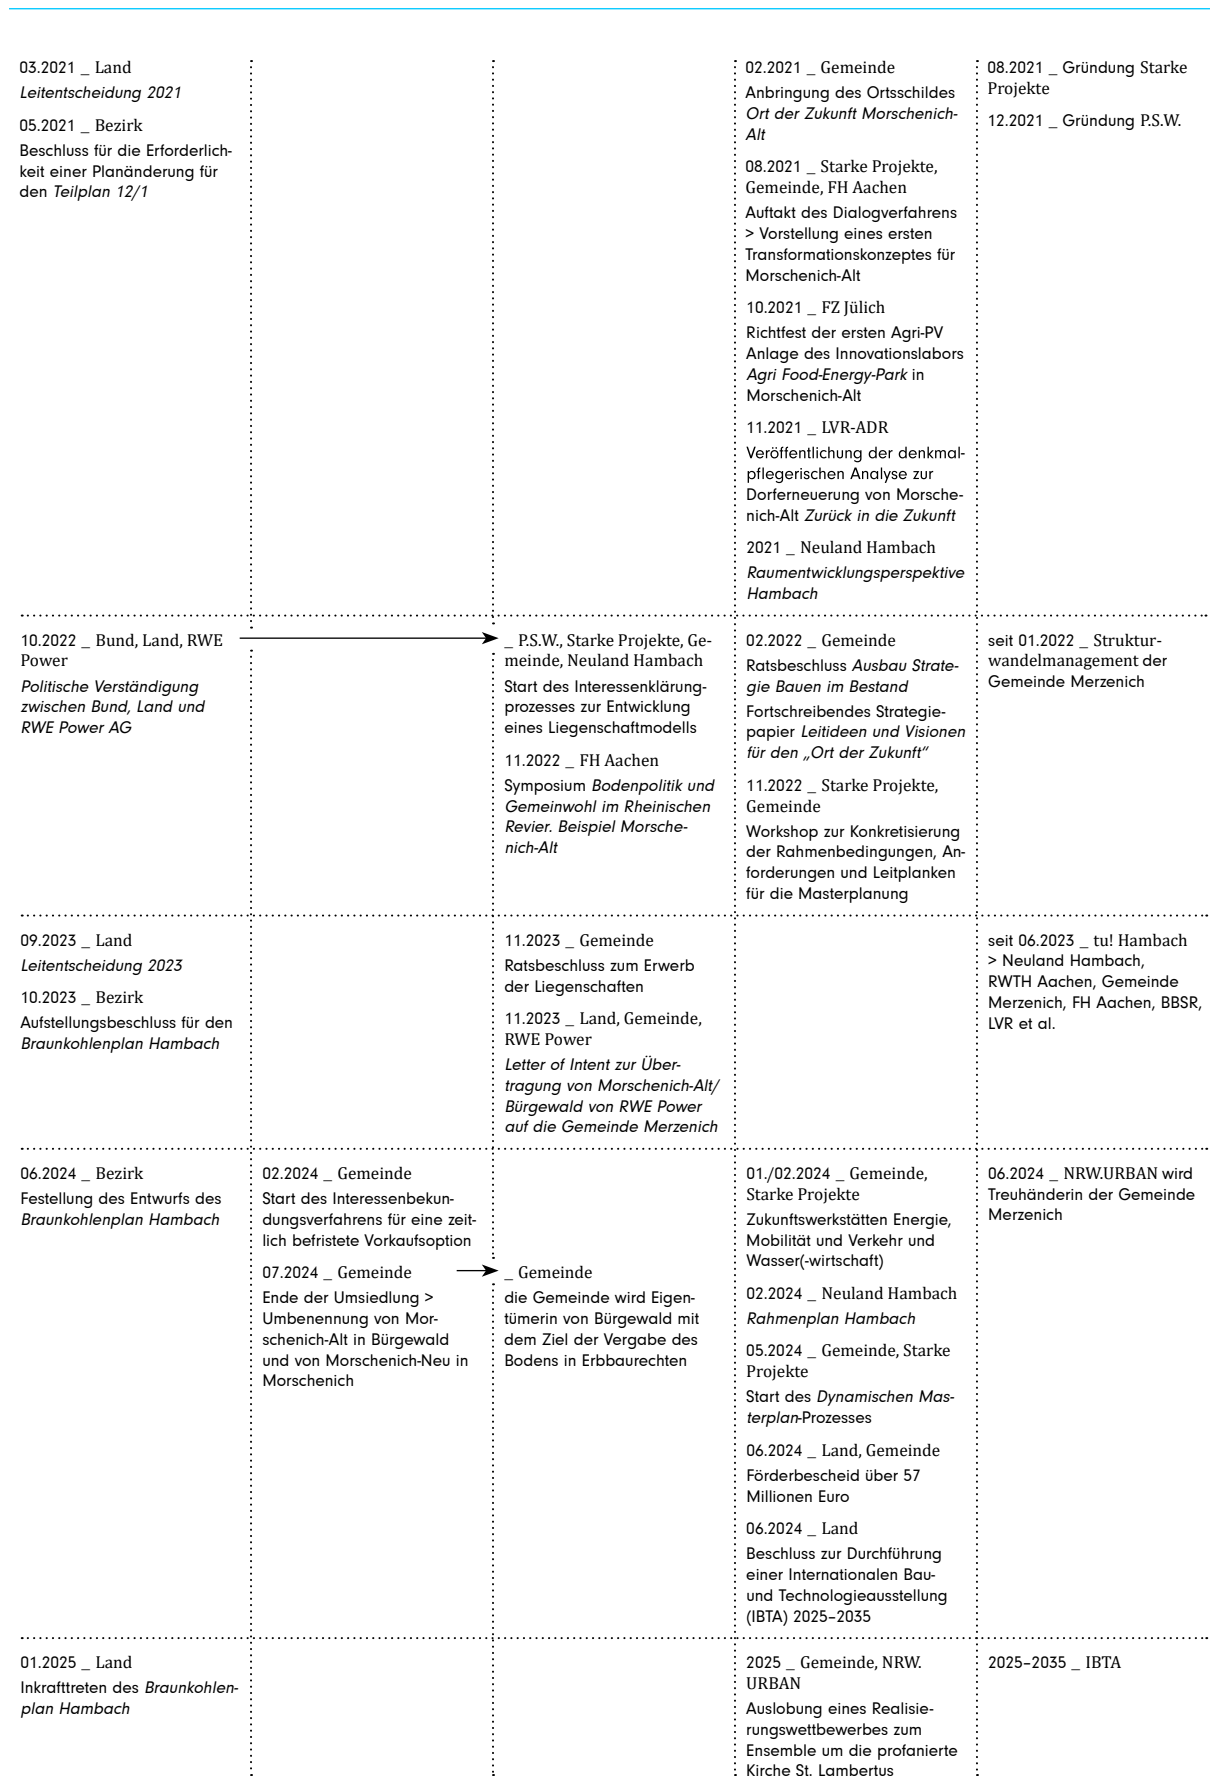 03.2021 _ Land
Leitentscheidung 2021
05.2021 _ Bezirk
Beschluss für die Erforderlich-
keit einer Planänderung für
den Teilplan 12/1
02.2021 _ Gemeinde
Anbringung des Ortsschildes
Ort der Zukunft Morschenich-
Alt
08.2021 _ Starke Projekte,
Gemeinde, FH Aachen
Auftakt des Dialogverfahrens
> Vorstellung eines ersten
Transformationskonzeptes für
Morschenich-Alt
10.2021 _ FZ Jülich
Richtfest der ersten Agri-PV
Anlage des Innovationslabors
Agri Food-Energy-Park in
Morschenich-Alt
11.2021 _ LVR-ADR
Veröffentlichung der denkmal-
pflegerischen Analyse zur
Dorferneuerung von Morsche-
nich-Alt Zurück in die Zukunft
2021 _ Neuland Hambach
Raumentwicklungsperspektive
Hambach
08.2021 _ Gründung Starke
Projekte
12.2021 _ Gründung P.S.W.
10.2022 _ Bund, Land, RWE
Power
Politische Verständigung
zwischen Bund, Land und
RWE Power AG
_ P.S.W., Starke Projekte, Ge-
meinde, Neuland Hambach
Start des Interessenklärung-
prozesses zur Entwicklung
eines Liegenschaftmodells
11.2022 _ FH Aachen
Symposium Bodenpolitik und
Gemeinwohl im Rheinischen
Revier. Beispiel Morsche-
nich-Alt
02.2022 _ Gemeinde
Ratsbeschluss Ausbau Strate-
gie Bauen im Bestand
Fortschreibendes Strategie-
papier Leitideen und Visionen
für den „Ort der Zukunft“
11.2022 _ Starke Projekte,
Gemeinde
Workshop zur Konkretisierung
der Rahmenbedingungen, An-
forderungen und Leitplanken
für die Masterplanung
seit 01.2022 _ Struktur-
wandelmanagement der
Gemeinde Merzenich
09.2023 _ Land
Leitentscheidung 2023
10.2023 _ Bezirk
Aufstellungsbeschluss für den
Braunkohlenplan Hambach
11.2023 _ Gemeinde
Ratsbeschluss zum Erwerb
der Liegenschaften
11.2023 _ Land, Gemeinde,
RWE Power
Letter of Intent zur Über-
tragung von Morschenich-Alt/
Bürgewald von RWE Power
auf die Gemeinde Merzenich
seit 06.2023 _ tu! Hambach
> Neuland Hambach,
RWTH Aachen, Gemeinde
Merzenich, FH Aachen, BBSR,
LVR et al.
06.2024 _ Bezirk
Festellung des Entwurfs des
Braunkohlenplan Hambach
02.2024 _ Gemeinde
Start des Interessenbekun-
dungsverfahrens für eine zeit-
lich befristete Vorkaufsoption
07.2024 _ Gemeinde
Ende der Umsiedlung >
Umbenennung von Mor-
schenich-Alt in Bürgewald
und von Morschenich-Neu in
Morschenich
_ Gemeinde
die Gemeinde wird Eigen-
tümerin von Bürgewald mit
dem Ziel der Vergabe des
Bodens in Erbbaurechten
01./02.2024 _ Gemeinde,
Starke Projekte
Zukunftswerkstätten Energie,
Mobilität und Verkehr und
Wasser(-wirtschaft)
02.2024 _ Neuland Hambach
Rahmenplan Hambach
05.2024 _ Gemeinde, Starke
Projekte
Start des Dynamischen Mas-
terplan-Prozesses
06.2024 _ Land, Gemeinde
Förderbescheid über 57
Millionen Euro
06.2024 _ Land
Beschluss zur Durchführung
einer Internationalen Bau-
und Technologieausstellung
(IBTA) 2025–2035
06.2024 _ NRW.URBAN wird
Treuhänderin der Gemeinde
Merzenich
01.2025 _ Land
Inkrafttreten des Braunkohlen-
plan Hambach
2025 _ Gemeinde, NRW.
URBAN
Auslobung eines Realisie-
rungswettbewerbes zum
Ensemble um die profanierte
Kirche St. Lambertus
2025–2035 _ IBTA